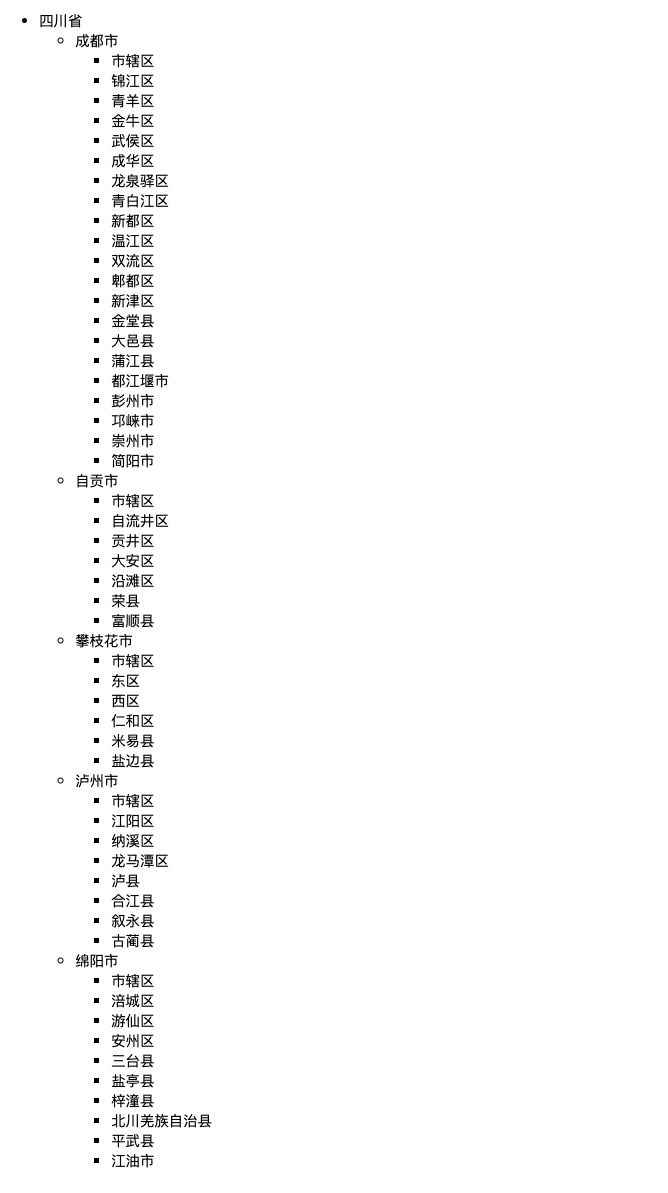 四川省
成都市
市辖区
锦江区
青羊区
金牛区
武侯区
成华区
龙泉驿区
青白江区
新都区
温江区
双流区
郫都区
新津区
金堂县
大邑县
蒲江县
都江堰市
彭州市
邛崃市
崇州市
简阳市
自贡市
市辖区
自流井区
贡井区
大安区
沿滩区
荣县
富顺县
攀枝花市
市辖区
东区
西区
仁和区
米易县
盐边县
泸州市
市辖区
江阳区
纳溪区
龙马潭区
泸县
合江县
叙永县
古蔺县
绵阳市
市辖区
涪城区
游仙区
安州区
三台县
盐亭县
梓潼县
北川羌族自治县
平武县
江油市